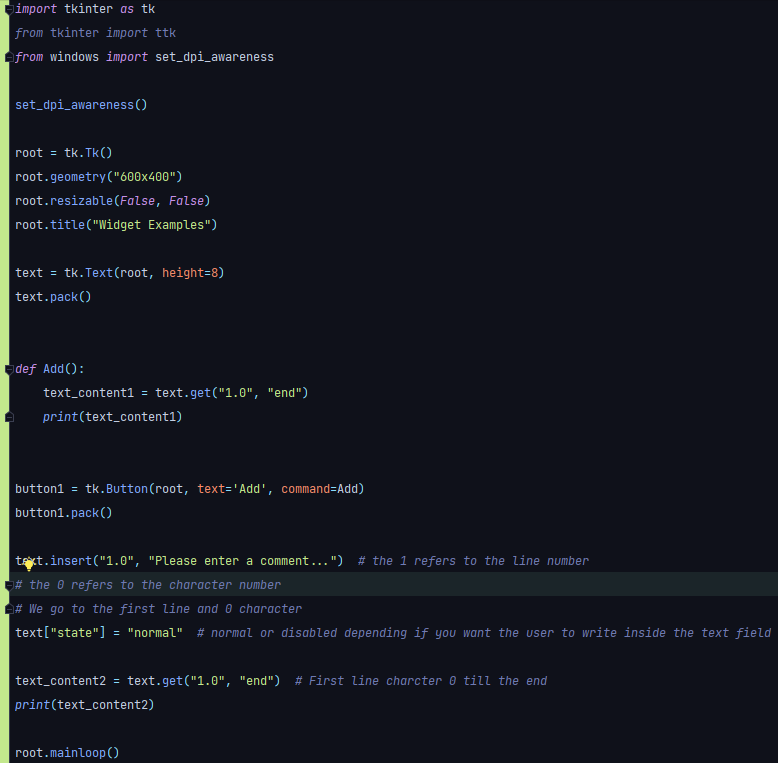 import tkinter as tk
from tkinter import ttk
from windows import set_dpi_awareness

set_dpi_awareness()

root = tk.Tk()
root.geometry("600x400")
root.resizable(False, False)
root.title("Widget Examples")

text = tk.Text(root, height=8)
text.pack()


def Add():
    text_content1 = text.get("1.0", "end")
    print(text_content1)


button1 = tk.Button(root, text='Add', command=Add)
button1.pack()

text.insert("1.0", "Please enter a comment...")  # the 1 refers to the line number
# the 0 refers to the character number
# We go to the first line and 0 character
text["state"] = "normal"  # normal or disabled depending if you want the user to write inside the text field

text_content2 = text.get("1.0", "end")  # First line charcter 0 till the end
print(text_content2)

root.mainloop()